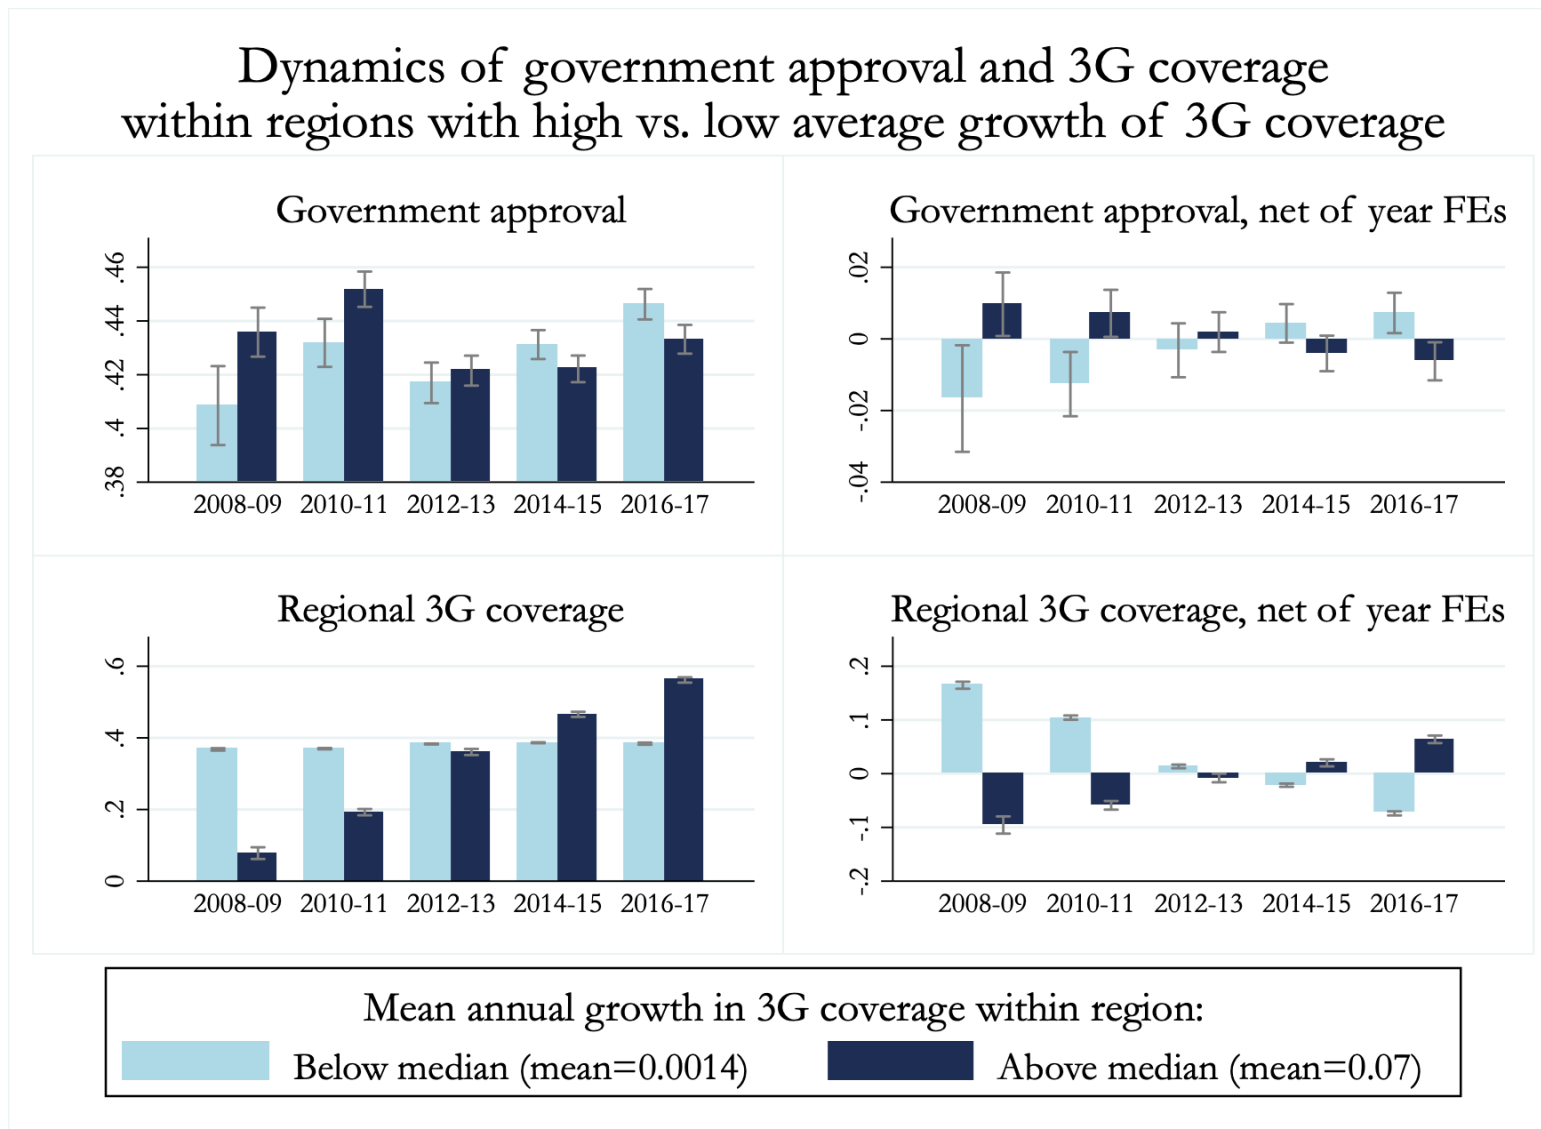 Dynamics of government approval and 3G coverage
within regions with high vs. low average growth of 3G coverage
Government approval
.46
.44
.42
.4
.38
2008-09 2010-11 2012-13 2014-15 2016-17
Government approval, net of year FEs
.02
0
-.02
-.04
2008-09 2010-11 2012-13 2014-15 2016-17
Regional 3G coverage
.6
.4
.2
0
2008-09 2010-11 2012-13 2014-15 2016-17
Regional 3G coverage, net of year FEs
.2
.1
0
-.1
-.2
2008-09 2010-11 2012-13 2014-15 2016-17
Mean annual growth in 3G coverage within region:
Below median (mean=0.0014) Above median (mean=0.07)